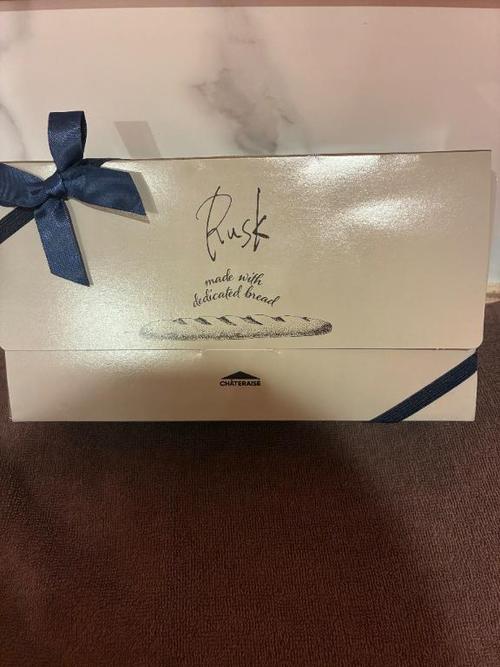 Rusk
made with
dedicated bread
CHÂTERAISE